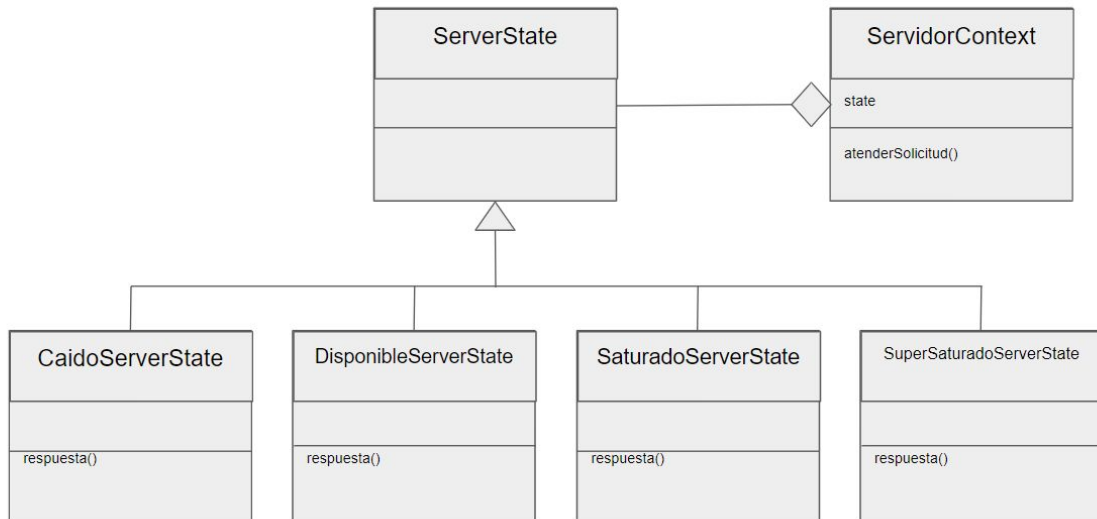 ServerState
ServidorContext
state
atenderSolicitud()
CaidoServerState
DisponibleServerState
SaturadoServerState
SuperSaturadoServerState
respuesta()
respuesta()
respuesta()
respuesta()